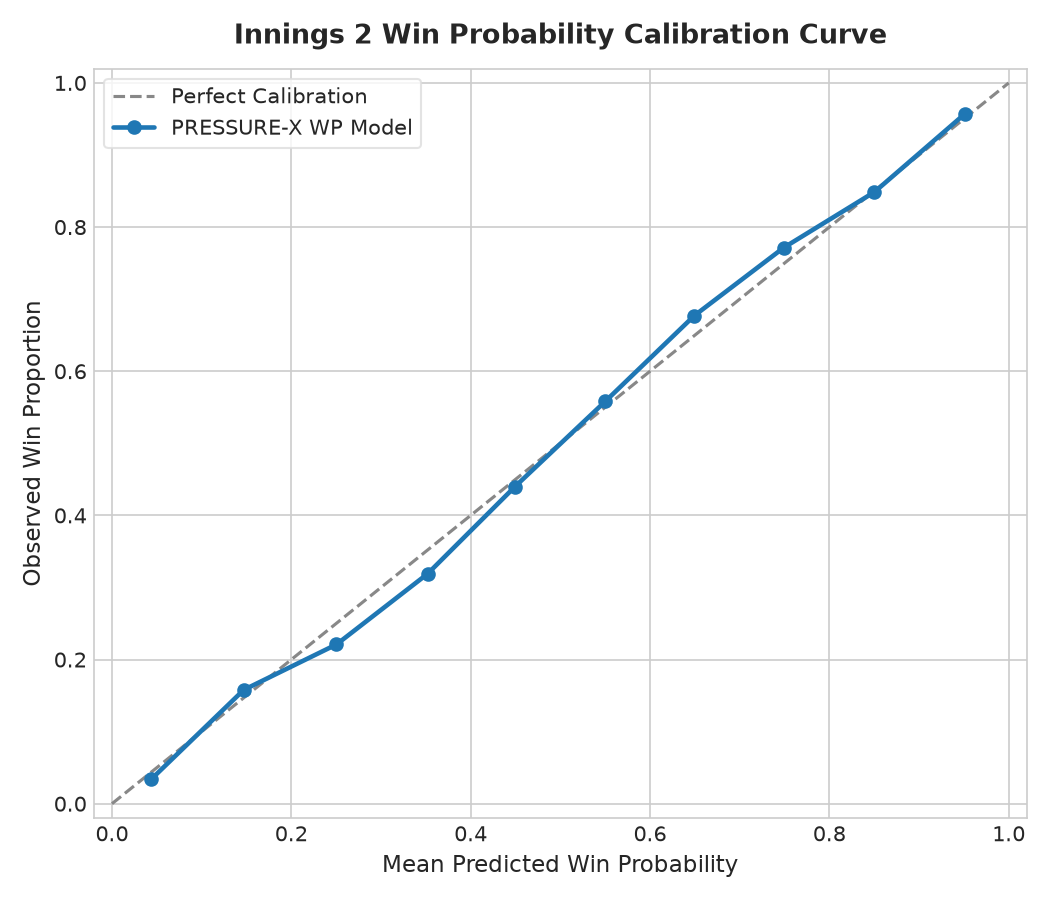 Innings 2 Win Probability Calibration Curve
Perfect Calibration
PRESSURE-X WP Model
Observed Win Proportion
1.0
0.8
0.6
0.4
0.2
0.0
0.0 0.2 0.4 0.6 0.8 1.0
Mean Predicted Win Probability